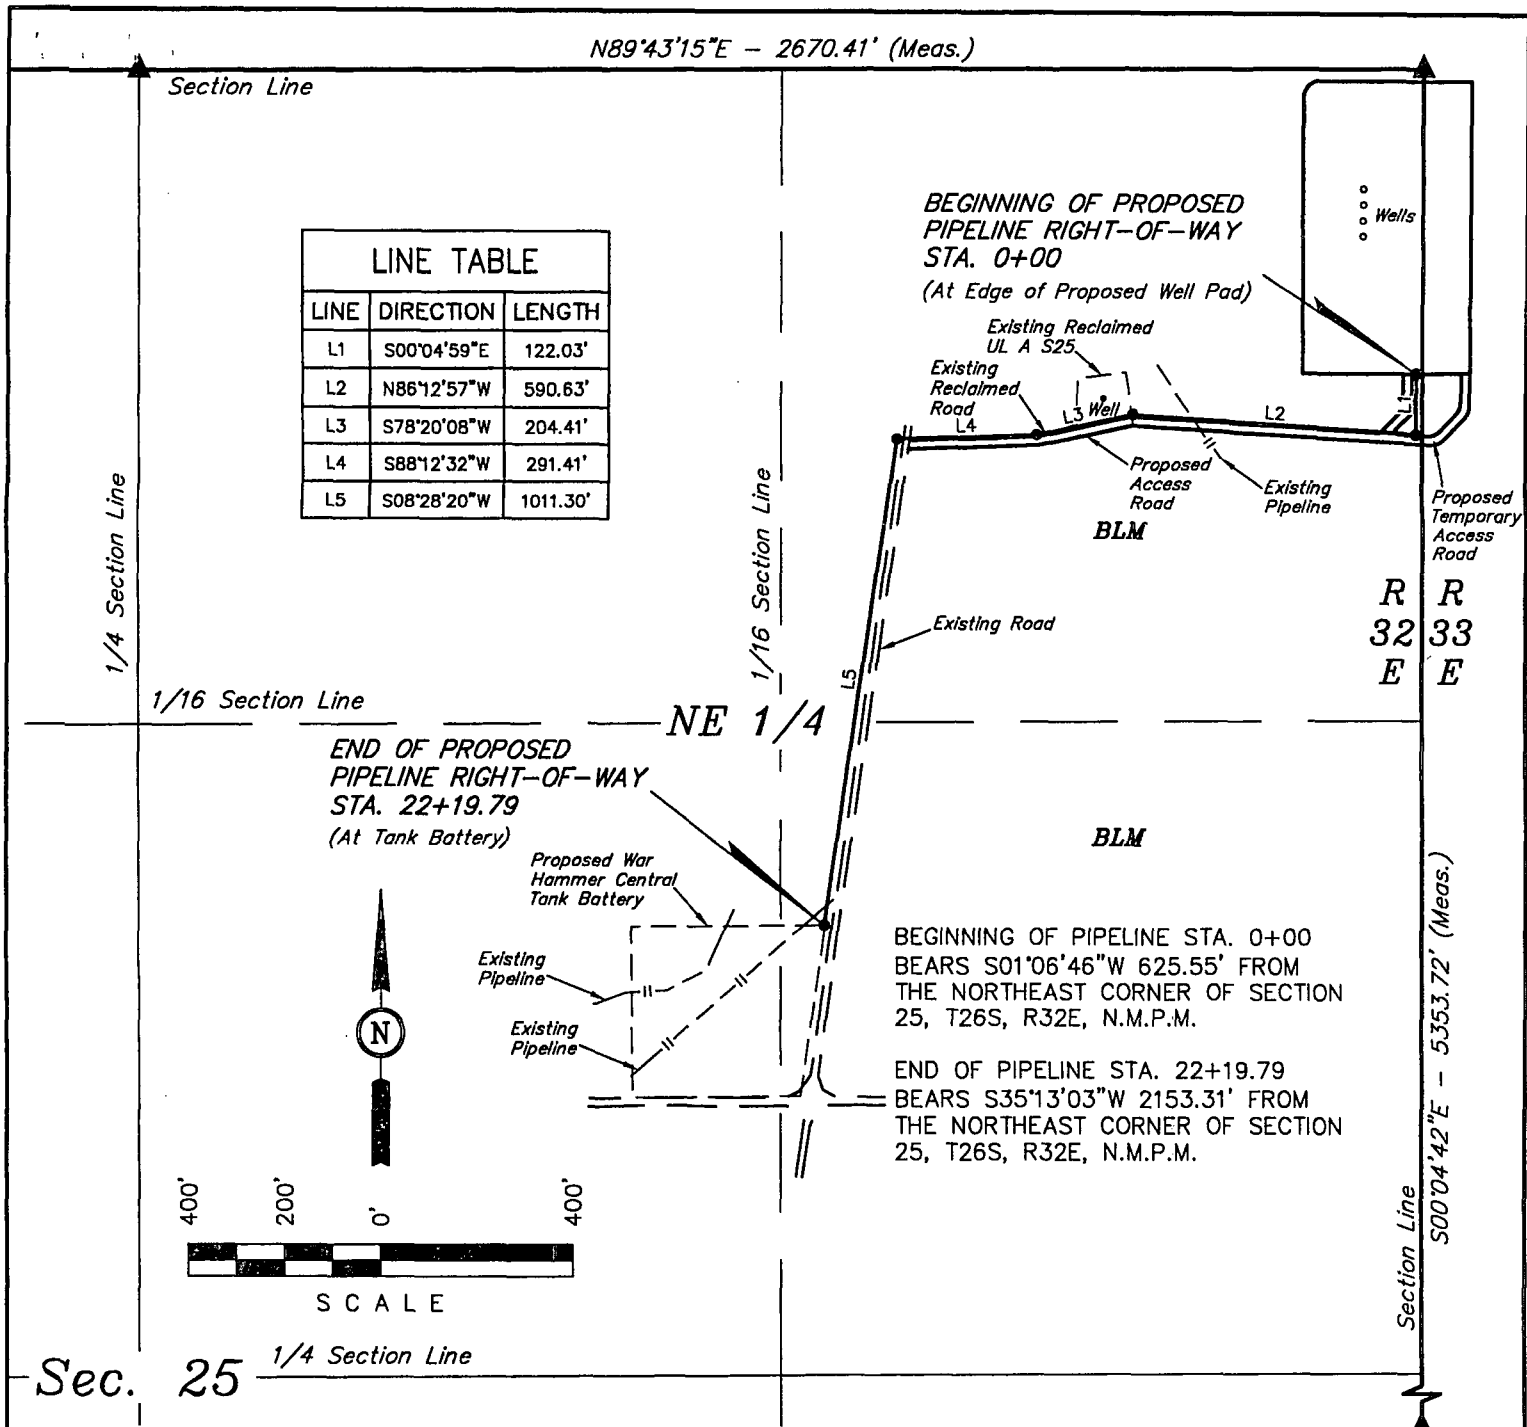 N89°43'15"E - 2670.41' (Meas.)
Section Line
BEGINNING OF PROPOSED
PIPELINE RIGHT-OF-WAY
STA. 0+00
(At Edge of Proposed Well Pad)
Wells
LINE TABLE
LINE DIRECTION LENGTH
L1 S00°04'59"E 122.03'
L2 N86°12'57"W 590.63'
L3 S78°20'08"W 204.41'
L4 S88°12'32"W 291.41'
L5 S08°28'20"W 1011.30'
Existing Reclaimed
UL A S25
Existing
Reclaimed
Road
L4
L3
Well
L2
L1
Proposed
Access
Road
Existing
Pipeline
Proposed
Temporary
Access
Road
BLM
1/4 Section Line
1/16 Section Line
R R
32 33
E E
Existing Road
L5
1/16 Section Line
NE 1/4
END OF PROPOSED
PIPELINE RIGHT-OF-WAY
STA. 22+19.79
(At Tank Battery)
BLM
Proposed War
Hammer Central
Tank Battery
Existing
Pipeline
Existing
Pipeline
N
BEGINNING OF PIPELINE STA. 0+00
BEARS S01°06'46"W 625.55' FROM
THE NORTHEAST CORNER OF SECTION
25, T26S, R32E, N.M.P.M.
END OF PIPELINE STA. 22+19.79
BEARS S35°13'03"W 2153.31' FROM
THE NORTHEAST CORNER OF SECTION
25, T26S, R32E, N.M.P.M.
S00°04'42"E - 5353.72' (Meas.)
Section Line
400' 200' 0' 400'
SCALE
1/4 Section Line
Sec. 25